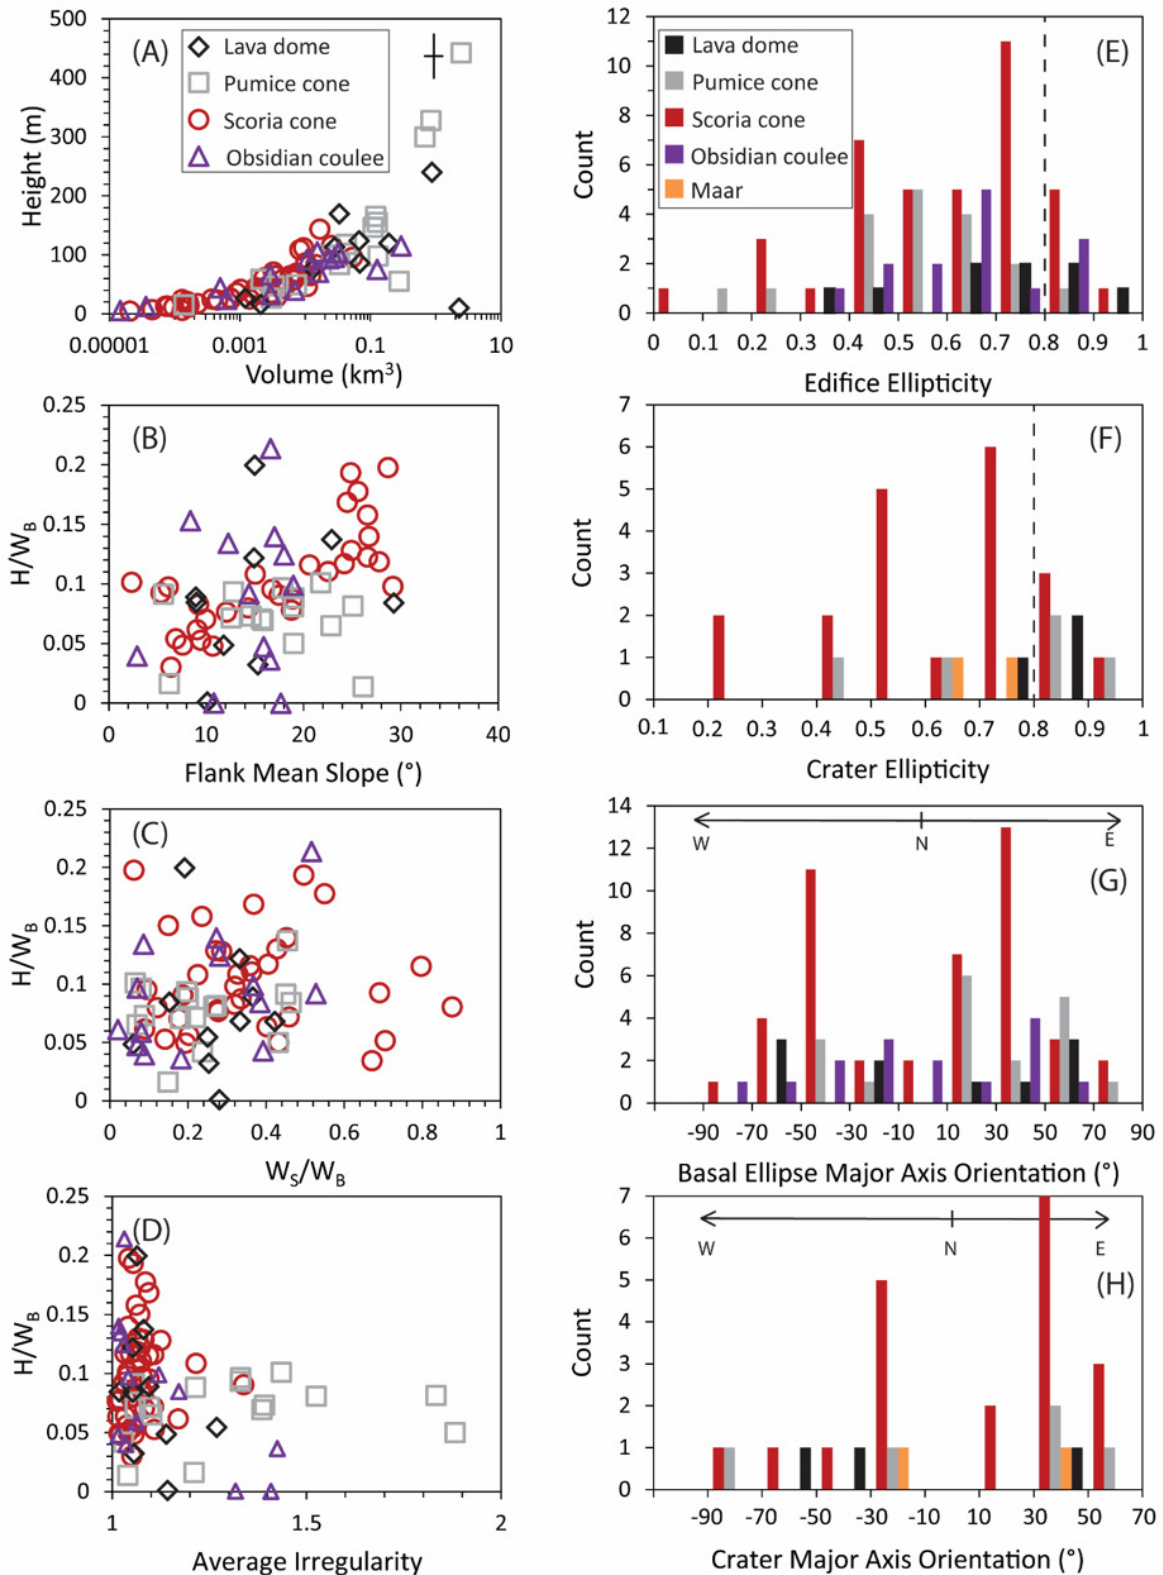 (A)
Lava dome
Pumice cone
Scoria cone
Obsidian coulee
500
400
300
200
100
0
Height (m)
0.00001 0.001 0.1 10
Volume (km³)
(B)
0.25
0.2
0.15
0.1
0.05
0
H/W_B
0 10 20 30 40
Flank Mean Slope (°)
(C)
0.25
0.2
0.15
0.1
0.05
0
H/W_B
0 0.2 0.4 0.6 0.8 1
W_S/W_B
(D)
0.25
0.2
0.15
0.1
0.05
0
H/W_B
1 1.5 2
Average Irregularity
(E)
Lava dome
Pumice cone
Scoria cone
Obsidian coulee
Maar
12
10
8
6
4
2
0
Count
0 0.1 0.2 0.3 0.4 0.5 0.6 0.7 0.8 0.9 1
Edifice Ellipticity
(F)
7
6
5
4
3
2
1
0
Count
0.1 0.2 0.3 0.4 0.5 0.6 0.7 0.8 0.9 1
Crater Ellipticity
W N E
(G)
14
12
10
8
6
4
2
0
Count
-90 -70 -50 -30 -10 10 30 50 70 90
Basal Ellipse Major Axis Orientation (°)
W N E
(H)
7
6
5
4
3
2
1
0
Count
-90 -70 -50 -30 -10 10 30 50 70
Crater Major Axis Orientation (°)